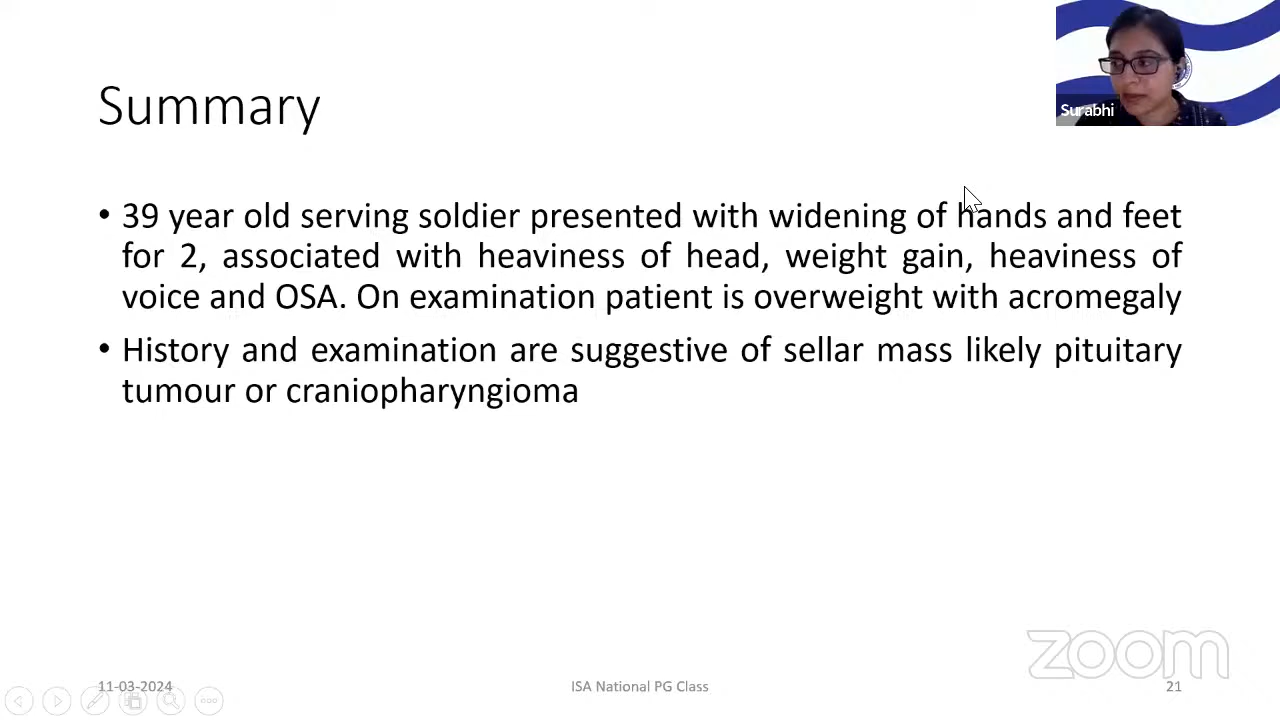 Surabhi
Summary
• 39 year old serving soldier presented with widening of hands and feet
for 2, associated with heaviness of head, weight gain, heaviness of
voice and OSA. On examination patient is overweight with acromegaly
• History and examination are suggestive of sellar mass likely pituitary
tumour or craniopharyngioma
zoom
11-03-2024
ISA National PG Class
21